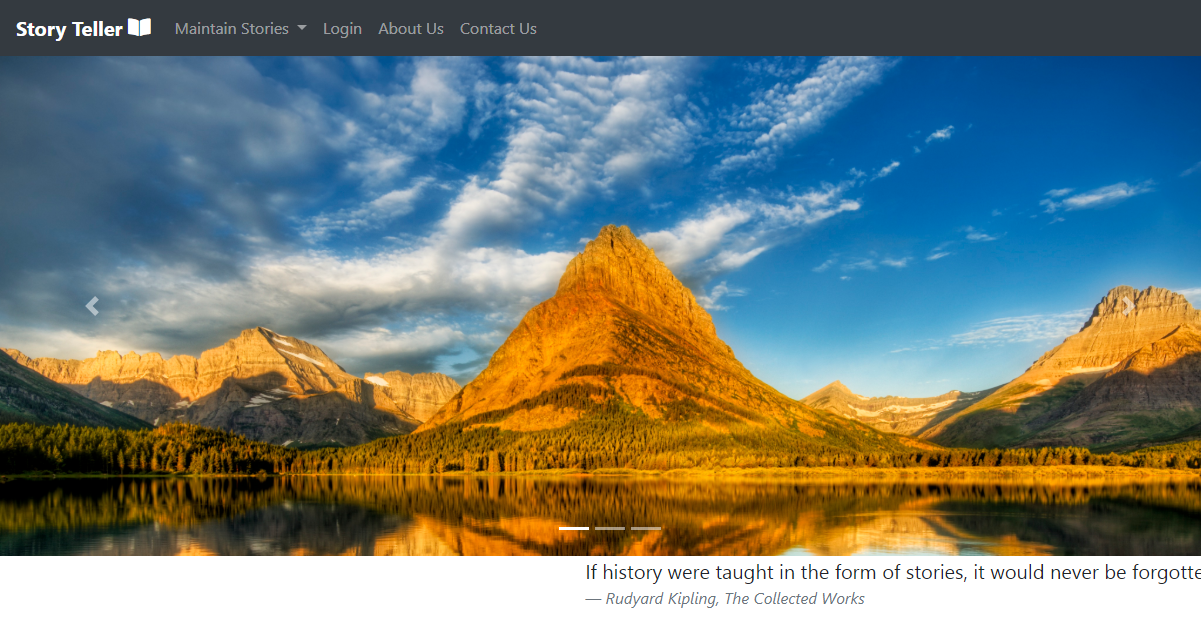 Story Teller Maintain Stories Login About Us Contact Us
If history were taught in the form of stories, it would never be forgotte
— Rudyard Kipling, The Collected Works